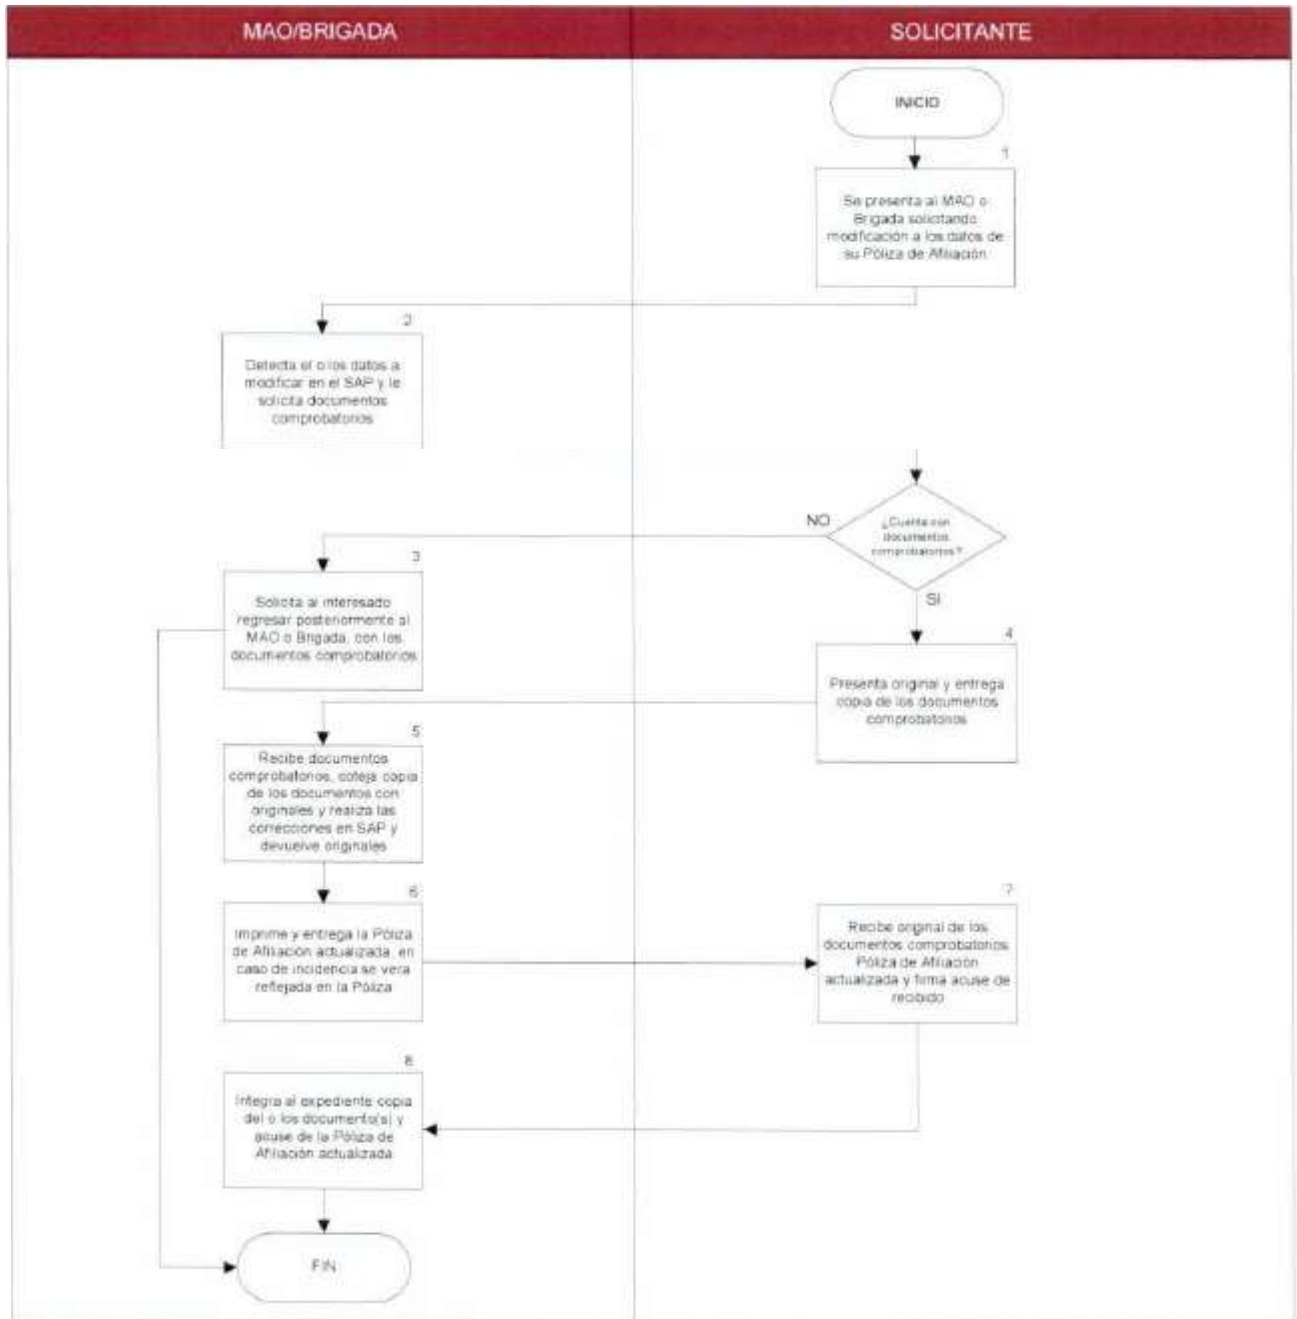 MAO/BRIGADA
SOLICITANTE
INICIO
1
Se presenta al MAO o
Brigada solicitando
modificación a los datos de
su Póliza de Afiliación
2
Detecta el o los datos a
modificar en el SAP y le
solicita documentos
comprobatorios
¿Cuenta con
documentos
comprobatorios?
NO
SI
3
Solicita al interesado
regresar posteriormente al
MAO o Brigada, con los
documentos comprobatorios
4
Presenta original y entrega
copia de los documentos
comprobatorios
5
Recibe documentos
comprobatorios, coteja copia
de los documentos con
originales y realiza las
correcciones en SAP y
devuelve originales
6
Imprime y entrega la Póliza
de Afiliación actualizada, en
caso de incidencia se vera
reflejada en la Póliza
7
Recibe original de los
documentos comprobatorios
Póliza de Afiliación
actualizada y firma acuse de
recibido
8
Integra al expediente copia
del o los documento(s) y
acuse de la Póliza de
Afiliación actualizada
FIN